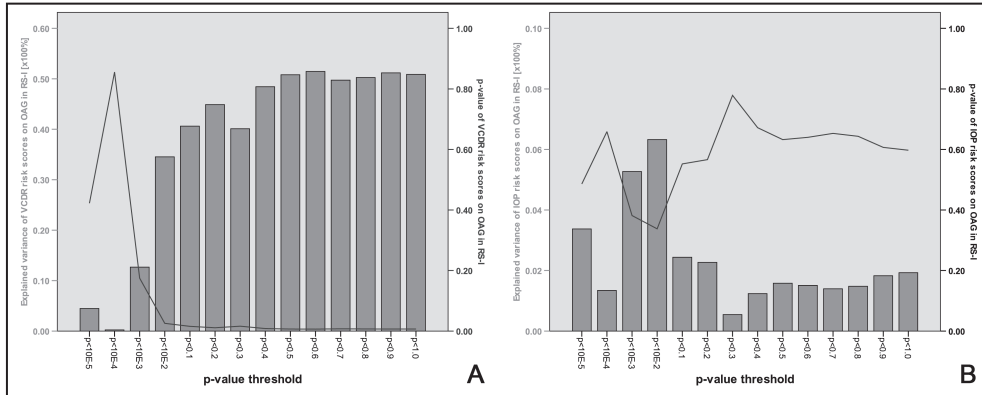 Explained variance of VCDR risk scores on OAG in RS-I [x100%]
0.60
0.50
0.40
0.30
0.20
0.10
0.00
1.00
0.80
0.60
0.40
0.20
0.00
p-value of VCDR risk scores on OAG in RS-I
p<10E-5
p<10E-4
p<10E-3
p<10E-2
p<0.1
p<0.2
p<0.3
p<0.4
p<0.5
p<0.6
p<0.7
p<0.8
p<0.9
p<1.0
p-value threshold
A
Explained variance of IOP risk scores on OAG in RS-I [x100%]
0.10
0.08
0.06
0.04
0.02
0.00
1.00
0.80
0.60
0.40
0.20
0.00
p-value of IOP risk scores on OAG in RS-I
p<10E-5
p<10E-4
p<10E-3
p<10E-2
p<0.1
p<0.2
p<0.3
p<0.4
p<0.5
p<0.6
p<0.7
p<0.8
p<0.9
p<1.0
p-value threshold
B